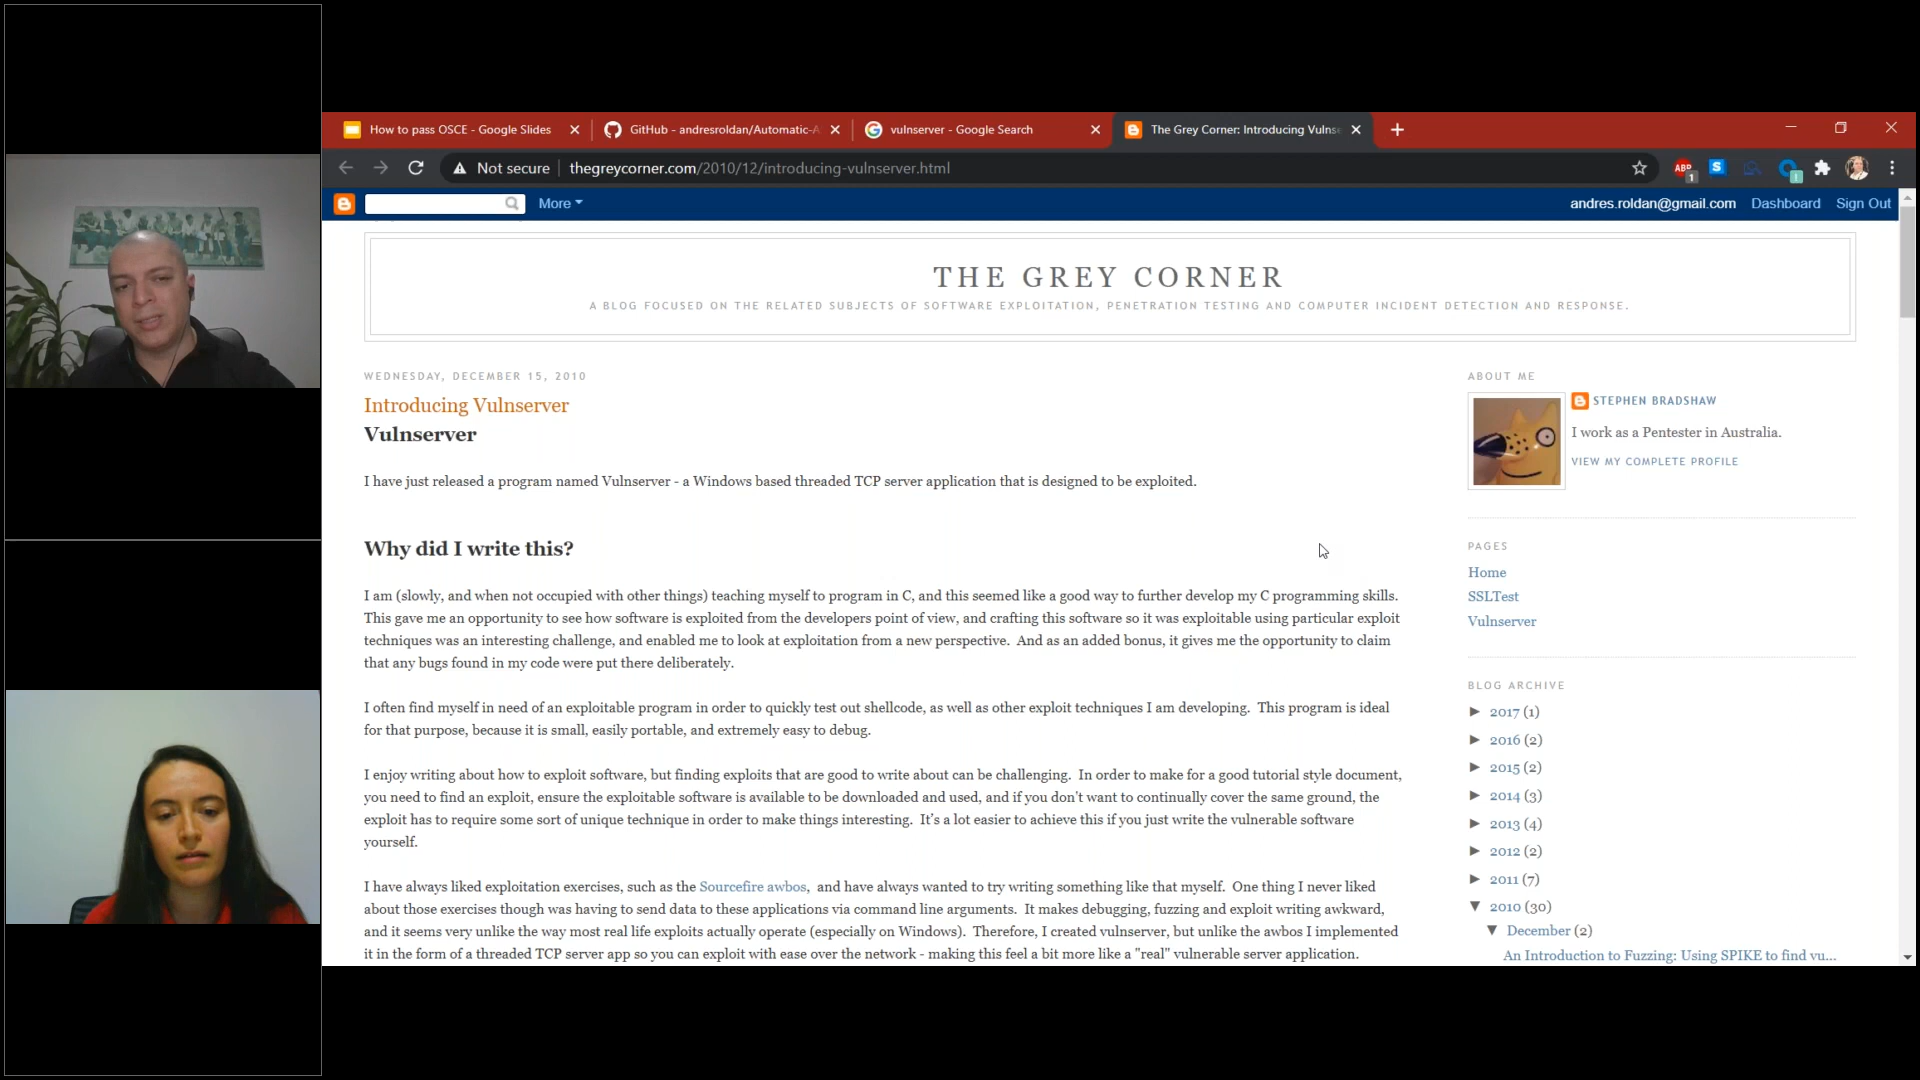 How to pass OSCE - Google Slides
GitHub - andresroldan/Automatic-A
vulnserver - Google Search
The Grey Corner: Introducing Vulns
Not secure
thegreycorner.com/2010/12/introducing-vulnserver.html
ABP
1
S
More
andres.roldan@gmail.com
Dashboard
Sign Out
THE GREY CORNER
A BLOG FOCUSED ON THE RELATED SUBJECTS OF SOFTWARE EXPLOITATION, PENETRATION TESTING AND COMPUTER INCIDENT DETECTION AND RESPONSE.
WEDNESDAY, DECEMBER 15, 2010
Introducing Vulnserver
Vulnserver
I have just released a program named Vulnserver - a Windows based threaded TCP server application that is designed to be exploited.
Why did I write this?
I am (slowly, and when not occupied with other things) teaching myself to program in C, and this seemed like a good way to further develop my C programming skills.
This gave me an opportunity to see how software is exploited from the developers point of view, and crafting this software so it was exploitable using particular exploit
techniques was an interesting challenge, and enabled me to look at exploitation from a new perspective. And as an added bonus, it gives me the opportunity to claim
that any bugs found in my code were put there deliberately.
I often find myself in need of an exploitable program in order to quickly test out shellcode, as well as other exploit techniques I am developing. This program is ideal
for that purpose, because it is small, easily portable, and extremely easy to debug.
I enjoy writing about how to exploit software, but finding exploits that are good to write about can be challenging. In order to make for a good tutorial style document,
you need to find an exploit, ensure the exploitable software is available to be downloaded and used, and if you don't want to continually cover the same ground, the
exploit has to require some sort of unique technique in order to make things interesting. It's a lot easier to achieve this if you just write the vulnerable software
yourself.
I have always liked exploitation exercises, such as the Sourcefire awbos, and have always wanted to try writing something like that myself. One thing I never liked
about those exercises though was having to send data to these applications via command line arguments. It makes debugging, fuzzing and exploit writing awkward,
and it seems very unlike the way most real life exploits actually operate (especially on Windows). Therefore, I created vulnserver, but unlike the awbos I implemented
it in the form of a threaded TCP server app so you can exploit with ease over the network - making this feel a bit more like a "real" vulnerable server application.
ABOUT ME
STEPHEN BRADSHAW
I work as a Pentester in Australia.
VIEW MY COMPLETE PROFILE
PAGES
Home
SSLTest
Vulnserver
BLOG ARCHIVE
► 2017 (1)
► 2016 (2)
► 2015 (2)
► 2014 (3)
► 2013 (4)
► 2012 (2)
► 2011 (7)
▼ 2010 (30)
▼ December (2)
An Introduction to Fuzzing: Using SPIKE to find vu...